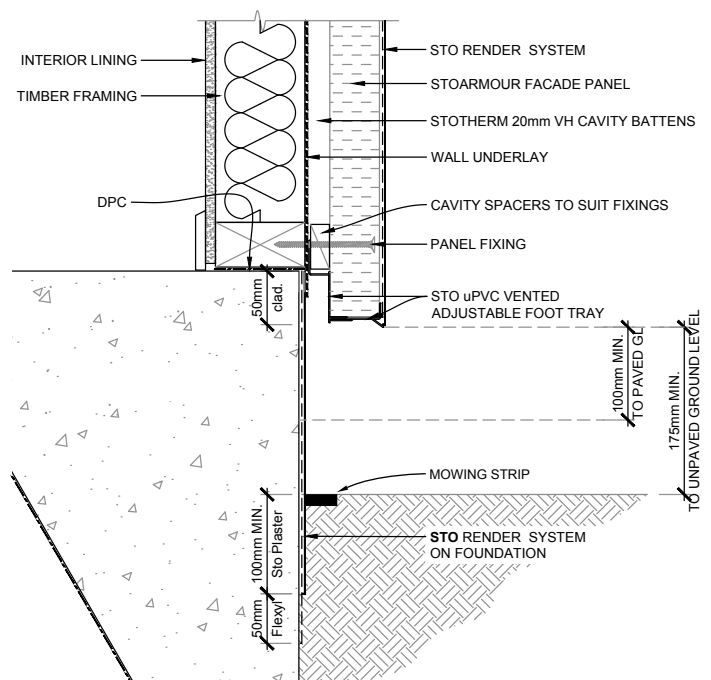 INTERIOR LINING
TIMBER FRAMING
DPC
STO RENDER SYSTEM
STOARMOUR FACADE PANEL
STOTHERM 20mm VH CAVITY BATTENS
WALL UNDERLAY
CAVITY SPACERS TO SUIT FIXINGS
PANEL FIXING
STO uPVC VENTED
ADJUSTABLE FOOT TRAY
50mm
clad.
100mm MIN.
TO PAVED GL
175mm MIN.
TO UNPAVED GROUND LEVEL
MOWING STRIP
STO RENDER SYSTEM
ON FOUNDATION
100mm MIN.
Sto Plaster
50mm
Flexyl